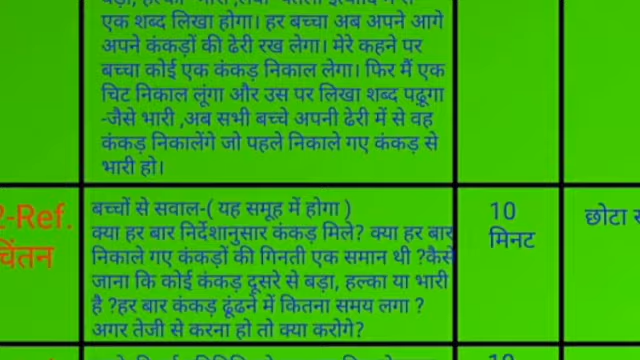 एक शब्द लिखा होगा। हर बच्चा अब अपने आगे
अपने कंकड़ों की ढेरी रख लेगा। मेरे कहने पर
बच्चा कोई एक कंकड़ निकाल लेगा। फिर मैं एक
चिट निकाल लूंगा और उस पर लिखा शब्द पढूगा
-जैसे भारी ,अब सभी बच्चे अपनी ढेरी में से वह
कंकड़ निकालेंगे जो पहले निकाले गए कंकड़ से
भारी हो।
2-Ref.
चिंतन
बच्चों से सवाल-( यह समूह में होगा )
क्या हर बार निर्देशानुसार कंकड़ मिले? क्या हर बार
निकाले गए कंकड़ों की गिनती एक समान थी ?कैसे
जाना कि कोई कंकड़ दूसरे से बड़ा, हल्का या भारी
है ?हर बार कंकड़ ढूंढने में कितना समय लगा ?
अगर तेजी से करना हो तो क्या करोगे?
10
मिनट
छोटा